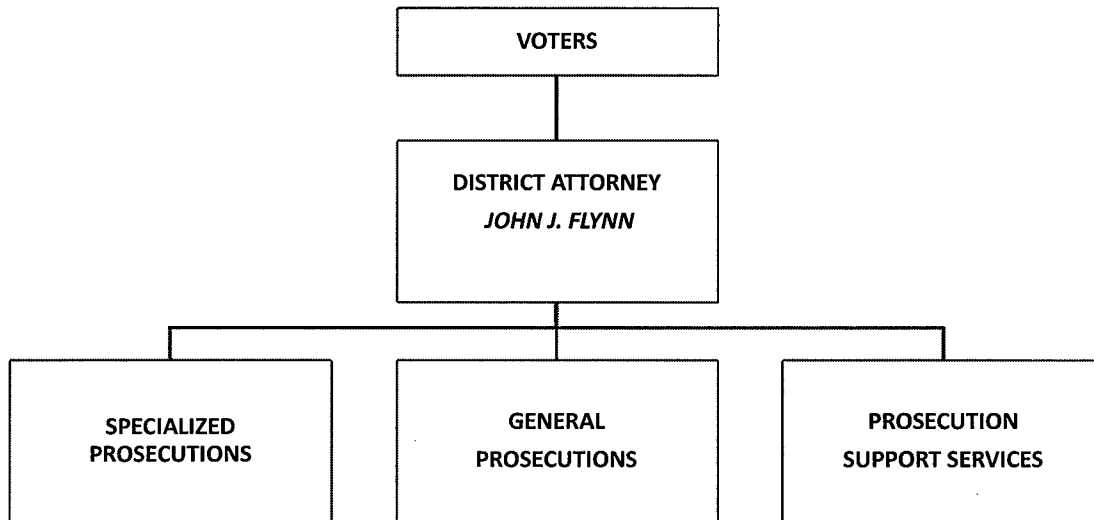 VOTERS
DISTRICT ATTORNEY
JOHN J. FLYNN
SPECIALIZED
PROSECUTIONS
GENERAL
PROSECUTIONS
PROSECUTION
SUPPORT SERVICES